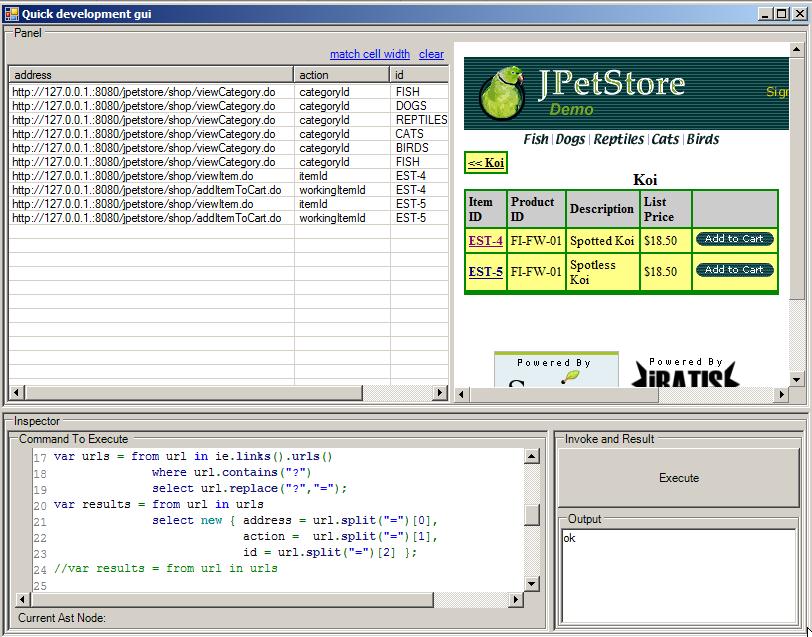 Quick development gui
Panel
match cell width clear
address action id
http://127.0.0.1.:8080/jpetstore/shop/viewCategory.do categoryId FISH
http://127.0.0.1.:8080/jpetstore/shop/viewCategory.do categoryId DOGS
http://127.0.0.1.:8080/jpetstore/shop/viewCategory.do categoryId REPTILES
http://127.0.0.1.:8080/jpetstore/shop/viewCategory.do categoryId CATS
http://127.0.0.1.:8080/jpetstore/shop/viewCategory.do categoryId BIRDS
http://127.0.0.1.:8080/jpetstore/shop/viewCategory.do categoryId FISH
http://127.0.0.1.:8080/jpetstore/shop/viewItem.do itemId EST-4
http://127.0.0.1.:8080/jpetstore/shop/addItemToCart.do workingItemId EST-4
http://127.0.0.1.:8080/jpetstore/shop/viewItem.do itemId EST-5
http://127.0.0.1.:8080/jpetstore/shop/addItemToCart.do workingItemId EST-5
JPetStore
Demo
Sign
Fish | Dogs | Reptiles | Cats | Birds
<< Koi
Koi
Item ID Product ID Description List Price
EST-4 FI-FW-01 Spotted Koi $18.50 Add to Cart
EST-5 FI-FW-01 Spotless Koi $18.50 Add to Cart
Powered By
Powered By
iBATIS
Inspector
Command To Execute
17 var urls = from url in ie.links().urls()
18 where url.contains("?")
19 select url.replace("?","=");
20 var results = from url in urls
21 select new { address = url.split("=")[0],
22 action = url.split("=")[1],
23 id = url.split("=")[2] };
24 //var results = from url in urls
25
Current Ast Node:
Invoke and Result
Execute
Output
ok